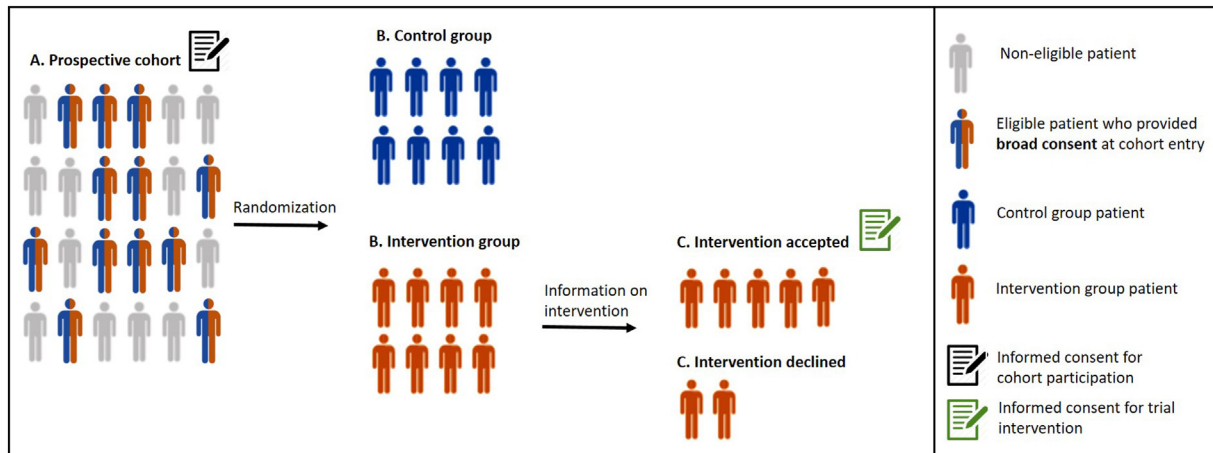 A. Prospective cohort
B. Control group
Randomization
B. Intervention group
Information on
intervention
C. Intervention accepted
C. Intervention declined
Non-eligible patient
Eligible patient who provided
broad consent at cohort entry
Control group patient
Intervention group patient
Informed consent for
cohort participation
Informed consent for trial
intervention